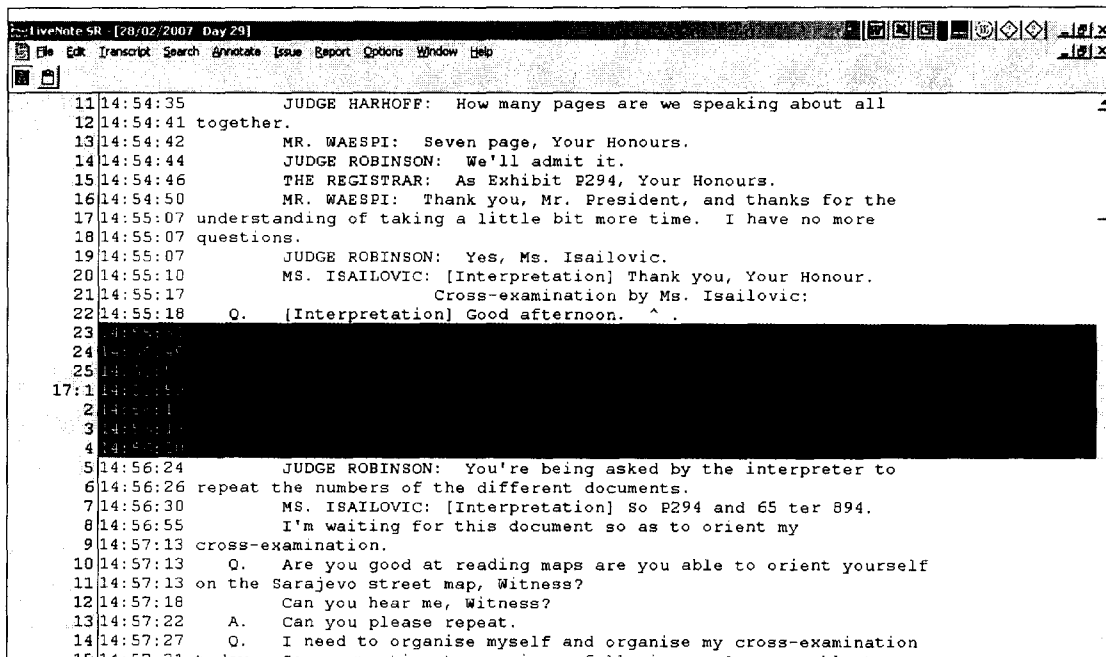 LiveNote SR - [28/02/2007 Day 29]
File Edit Transcript Search Annotate Issue Report Options Window Help
11 14:54:35 JUDGE HARHOFF: How many pages are we speaking about all
12 14:54:41 together.
13 14:54:42 MR. WAESPI: Seven page, Your Honours.
14 14:54:44 JUDGE ROBINSON: We'll admit it.
15 14:54:46 THE REGISTRAR: As Exhibit P294, Your Honours.
16 14:54:50 MR. WAESPI: Thank you, Mr. President, and thanks for the
17 14:55:07 understanding of taking a little bit more time. I have no more
18 14:55:07 questions.
19 14:55:07 JUDGE ROBINSON: Yes, Ms. Isailovic.
20 14:55:10 MS. ISAILOVIC: [Interpretation] Thank you, Your Honour.
21 14:55:17 Cross-examination by Ms. Isailovic:
22 14:55:18 Q. [Interpretation] Good afternoon. ^ .
23
24
25
17:1
2
3
4
5 14:56:24 JUDGE ROBINSON: You're being asked by the interpreter to
6 14:56:26 repeat the numbers of the different documents.
7 14:56:30 MS. ISAILOVIC: [Interpretation] So P294 and 65 ter 894.
8 14:56:55 I'm waiting for this document so as to orient my
9 14:57:13 cross-examination.
10 14:57:13 Q. Are you good at reading maps are you able to orient yourself
11 14:57:13 on the Sarajevo street map, Witness?
12 14:57:18 Can you hear me, Witness?
13 14:57:22 A. Can you please repeat.
14 14:57:27 Q. I need to organise myself and organise my cross-examination